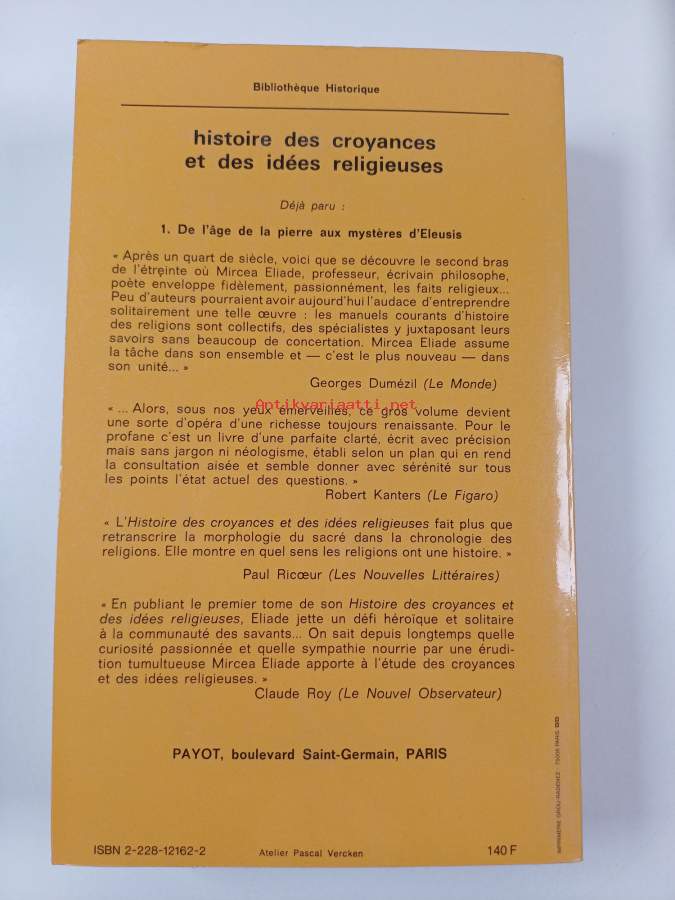 Bibliothèque Historique
histoire des croyances
et des idées religieuses
Déjà paru :
1. De l'âge de la pierre aux mystères d'Eleusis
« Après un quart de siècle, voici que se découvre le second bras
de l'étreinte où Mircea Eliade, professeur, écrivain philosophe,
poète enveloppe fidèlement, passionnément, les faits religieux...
Peu d'auteurs pourraient avoir aujourd'hui l'audace d'entreprendre
solitairement une telle œuvre : les manuels courants d'histoire
des religions sont collectifs, des spécialistes y juxtaposant leurs
savoirs sans beaucoup de concertation. Mircea Eliade assume
la tâche dans son ensemble et — c'est le plus nouveau — dans
son unité... »
Georges Dumézil (Le Monde)
Antikvariaatti.net
« ... Alors, sous nos yeux émerveillés, ce gros volume devient
une sorte d'opéra d'une richesse toujours renaissante. Pour le
profane c'est un livre d'une parfaite clarté, écrit avec précision
mais sans jargon ni néologisme, établi selon un plan qui en rend
la consultation aisée et semble donner avec sérénité sur tous
les points l'état actuel des questions. »
Robert Kanters (Le Figaro)
« L'Histoire des croyances et des idées religieuses fait plus que
retranscrire la morphologie du sacré dans la chronologie des
religions. Elle montre en quel sens les religions ont une histoire. »
Paul Ricœur (Les Nouvelles Littéraires)
« En publiant le premier tome de son Histoire des croyances et
des idées religieuses, Eliade jette un défi héroïque et solitaire
à la communauté des savants... On sait depuis longtemps quelle
curiosité passionnée et quelle sympathie nourrie par une érudi-
tion tumultueuse Mircea Eliade apporte à l'étude des croyances
et des idées religieuses. »
Claude Roy (Le Nouvel Observateur)
PAYOT, boulevard Saint-Germain, PARIS
ISBN 2-228-12162-2
Atelier Pascal Vercken
140 F
IMPRIMERIE
PARIS